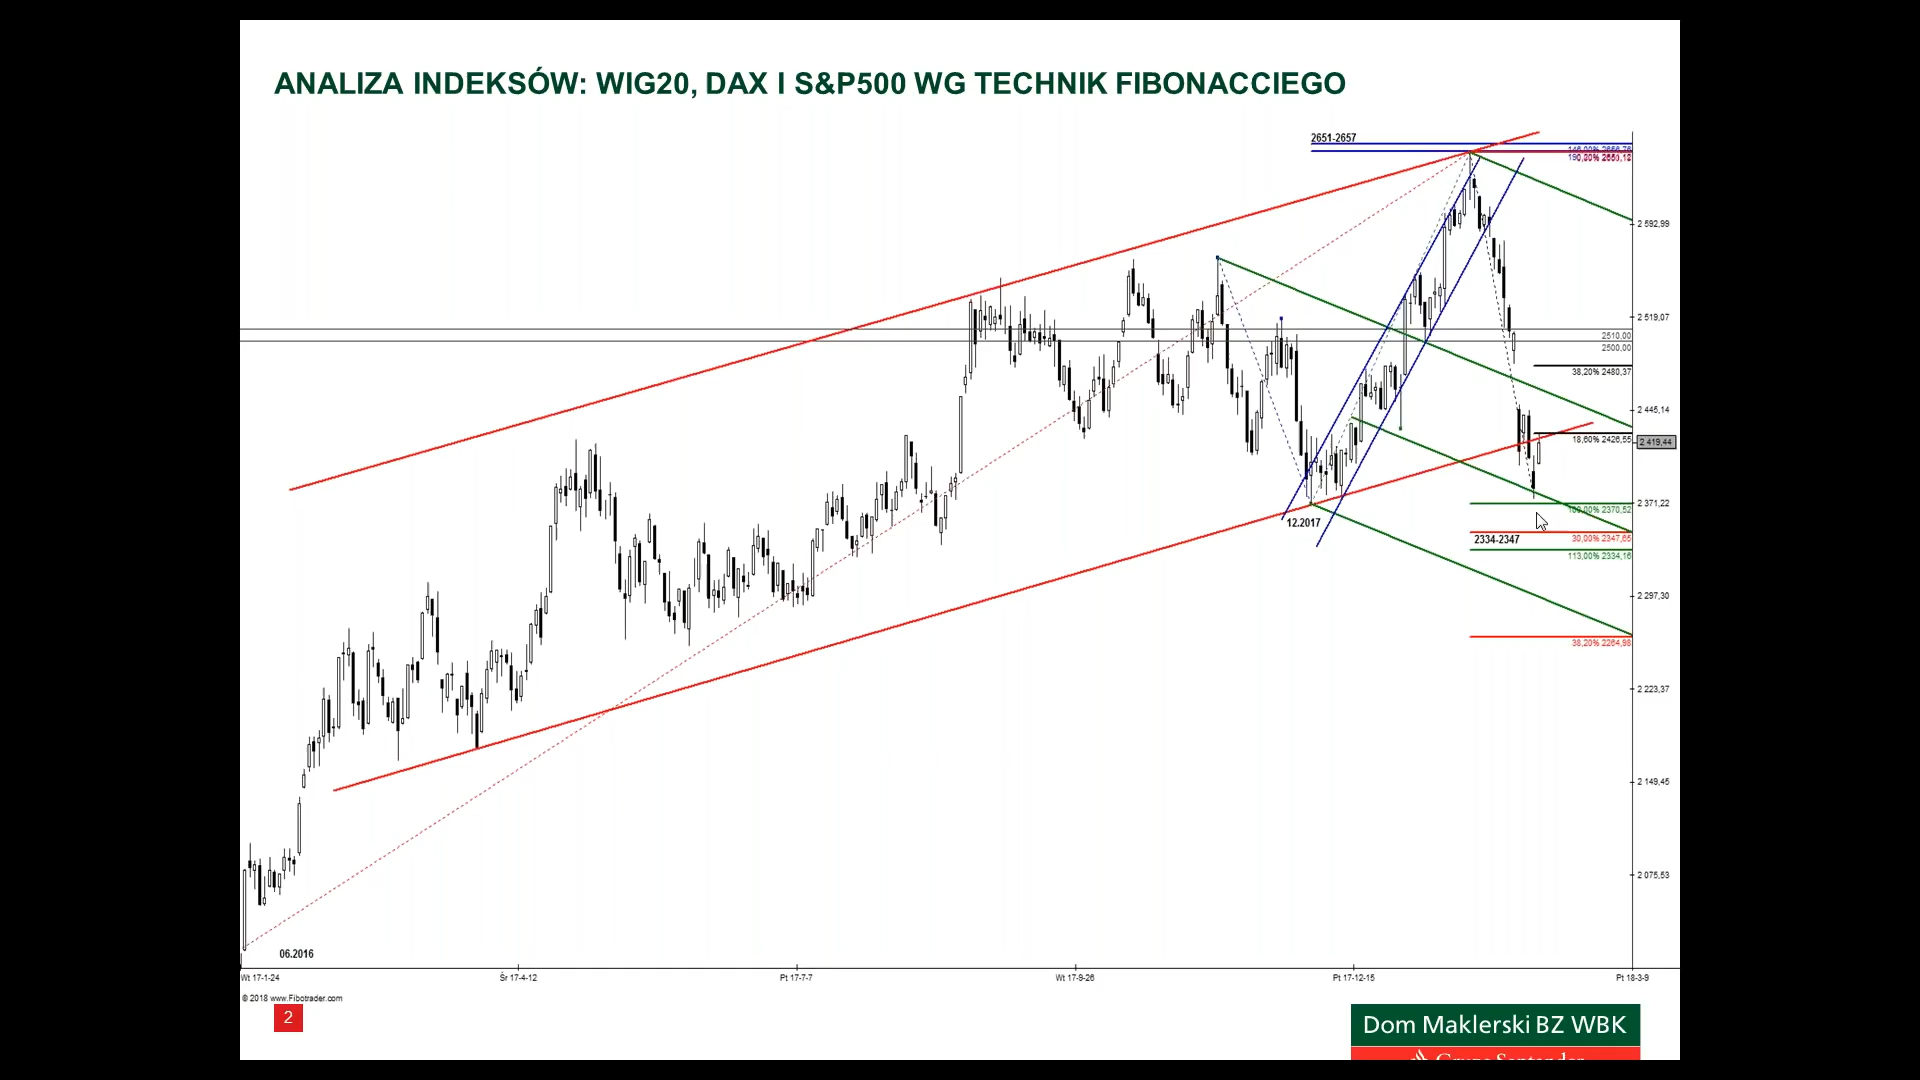 ANALIZA INDEKSÓW: WIG20, DAX I S&P500 WG TECHNIK FIBONACCIEGO
2651-2657
2 592,99
2 519,07
2510,00
2500,00
38,20% 2480,37
2 445,14
18,60% 2426,55
2 419,44
2 371,22
100,00% 2370,52
12.2017
2334-2347
30,00% 2347,65
113,00% 2334,16
2 297,30
38,20% 2264,98
2 223,37
2 149,45
2 075,53
06.2016
Wt 17-1-24
Śr 17-4-12
Pt 17-7-7
Wt 17-9-26
Pt 17-12-15
Pt 18-3-9
© 2018 www.Fibotrader.com
2
Dom Maklerski BZ WBK